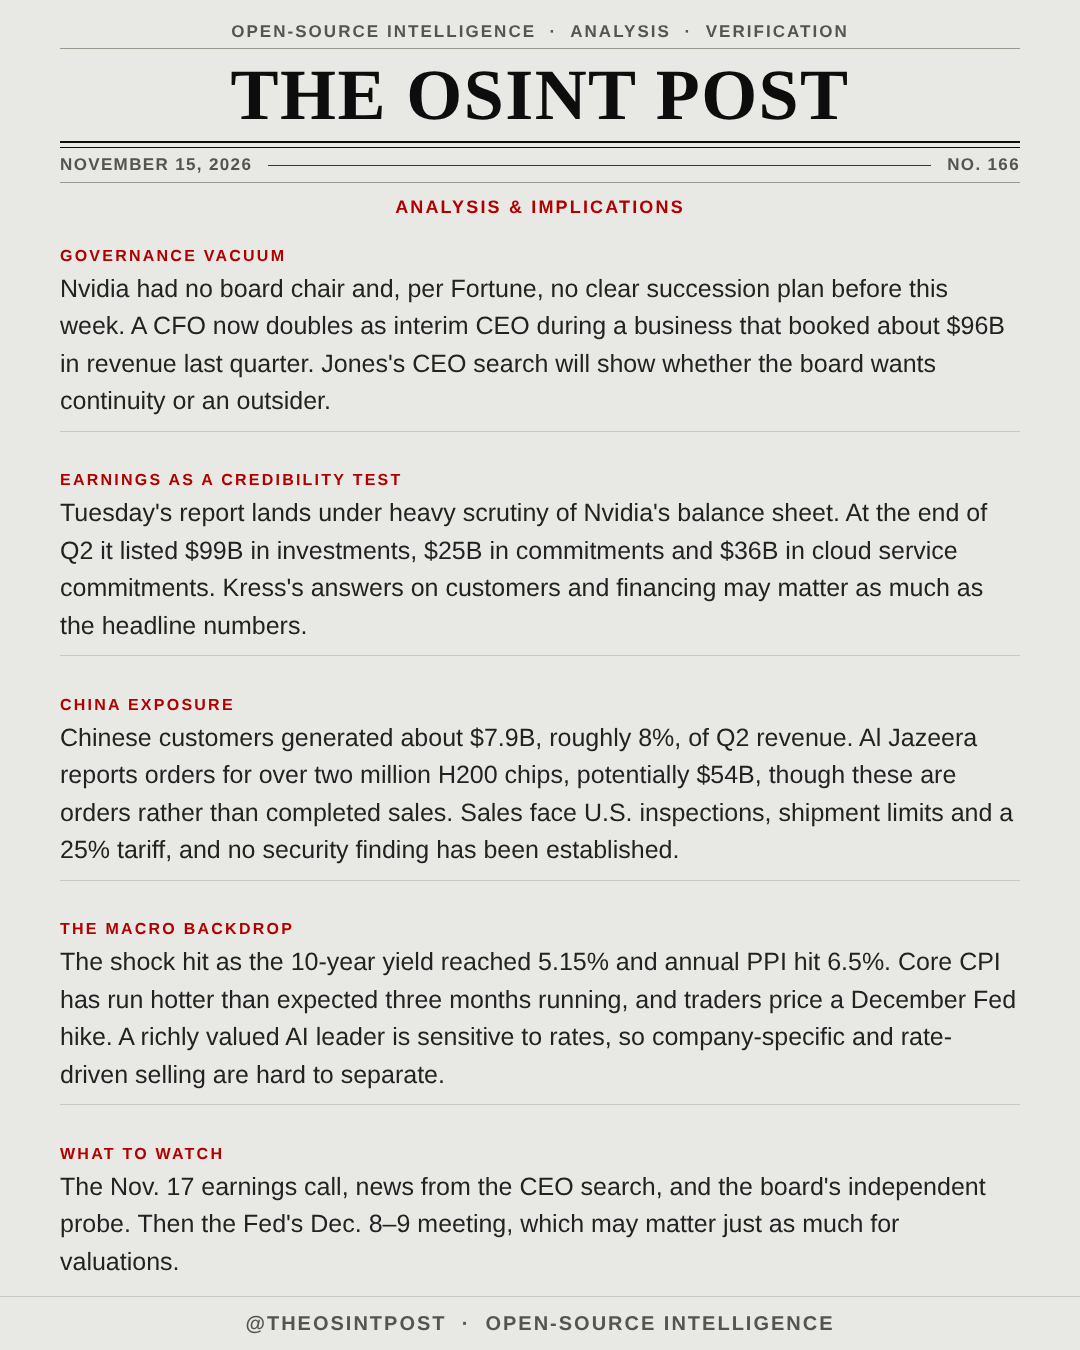 OPEN-SOURCE INTELLIGENCE · ANALYSIS · VERIFICATION
THE OSINT POST
NOVEMBER 15, 2026
NO. 166
ANALYSIS & IMPLICATIONS
GOVERNANCE VACUUM
Nvidia had no board chair and, per Fortune, no clear succession plan before this
week. A CFO now doubles as interim CEO during a business that booked about $96B
in revenue last quarter. Jones's CEO search will show whether the board wants
continuity or an outsider.
EARNINGS AS A CREDIBILITY TEST
Tuesday's report lands under heavy scrutiny of Nvidia's balance sheet. At the end of
Q2 it listed $99B in investments, $25B in commitments and $36B in cloud service
commitments. Kress's answers on customers and financing may matter as much as
the headline numbers.
CHINA EXPOSURE
Chinese customers generated about $7.9B, roughly 8%, of Q2 revenue. Al Jazeera
reports orders for over two million H200 chips, potentially $54B, though these are
orders rather than completed sales. Sales face U.S. inspections, shipment limits and a
25% tariff, and no security finding has been established.
THE MACRO BACKDROP
The shock hit as the 10-year yield reached 5.15% and annual PPI hit 6.5%. Core CPI
has run hotter than expected three months running, and traders price a December Fed
hike. A richly valued AI leader is sensitive to rates, so company-specific and rate-
driven selling are hard to separate.
WHAT TO WATCH
The Nov. 17 earnings call, news from the CEO search, and the board's independent
probe. Then the Fed's Dec. 8–9 meeting, which may matter just as much for
valuations.
@THEOSINTPOST · OPEN-SOURCE INTELLIGENCE